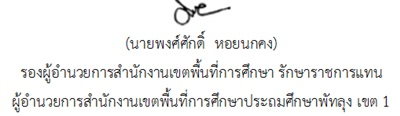 (นายพงศ์ศักดิ์ หอยนกคง)
รองผู้อำนวยการสำนักงานเขตพื้นที่การศึกษา รักษาราชการแทน
ผู้อำนวยการสำนักงานเขตพื้นที่การศึกษาประถมศึกษาพัทลุง เขต 1